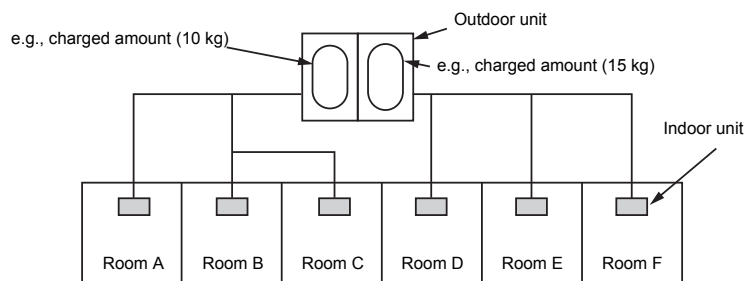 Outdoor unit
e.g., charged amount (10 kg)
e.g., charged amount (15 kg)
Indoor unit
Room A
Room B
Room C
Room D
Room E
Room F